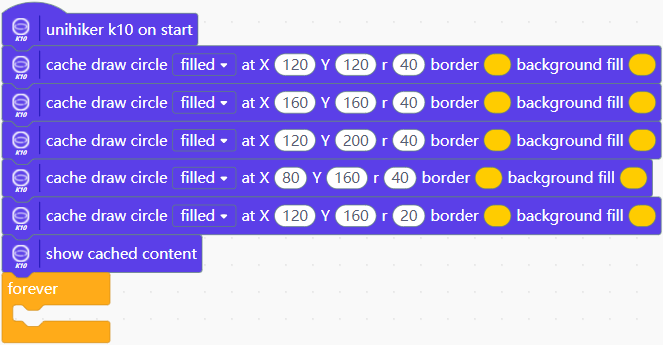 K10 unihiker k10 on start
K10 cache draw circle filled at X 120 Y 120 r 40 border background fill
K10 cache draw circle filled at X 160 Y 160 r 40 border background fill
K10 cache draw circle filled at X 120 Y 200 r 40 border background fill
K10 cache draw circle filled at X 80 Y 160 r 40 border background fill
K10 cache draw circle filled at X 120 Y 160 r 20 border background fill
K10 show cached content
forever